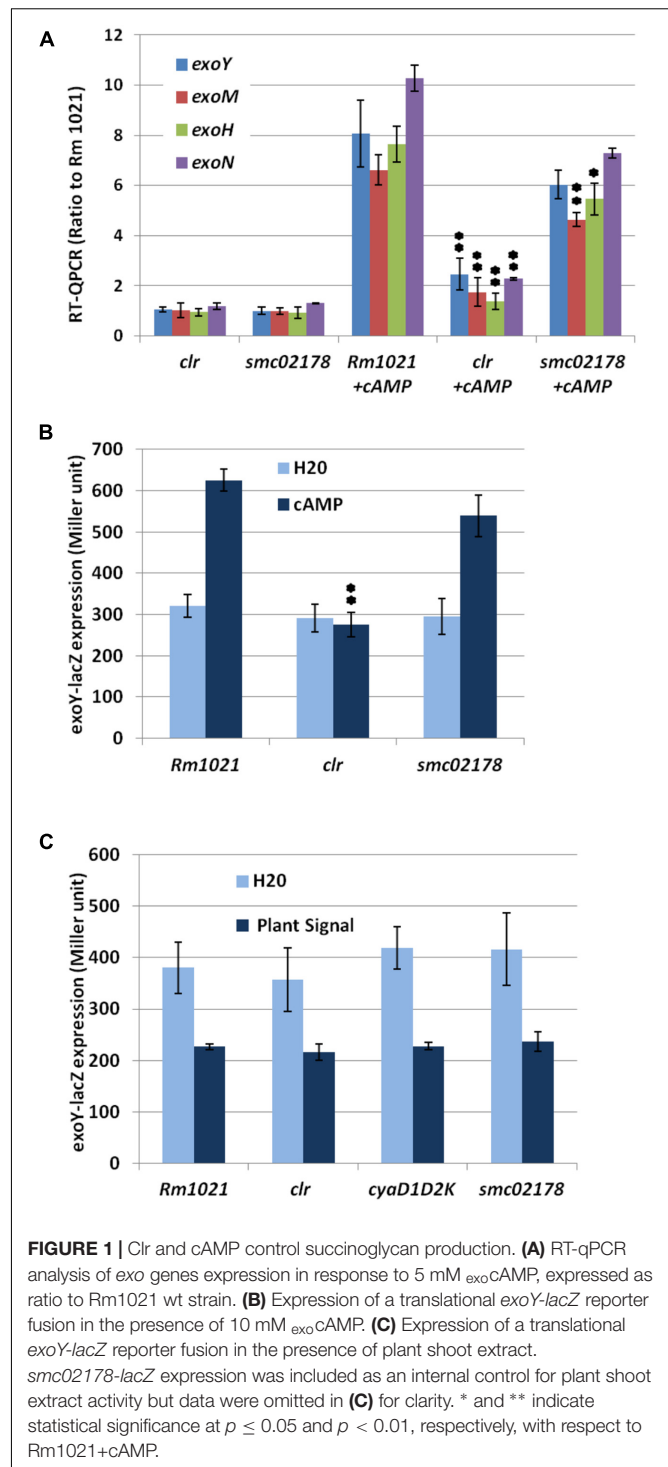 A
RT-QPCR (Ratio to Rm 1021)
12
10
8
6
4
2
0
exoY
exoM
exoH
exoN
**
**
**
**
**
*
clr
smc02178
Rm1021 +cAMP
clr +cAMP
smc02178 +cAMP
B
exoY-lacZ expression (Miller unit)
700
600
500
400
300
200
100
0
H20
cAMP
**
Rm1021
clr
smc02178
C
exoY-lacZ expression (Miller unit)
600
500
400
300
200
100
0
H20
Plant Signal
Rm1021
clr
cyaD1D2K
smc02178
FIGURE 1 | Clr and cAMP control succinoglycan production. (A) RT-qPCR
analysis of exo genes expression in response to 5 mM exocAMP, expressed as
ratio to Rm1021 wt strain. (B) Expression of a translational exoY-lacZ reporter
fusion in the presence of 10 mM exocAMP. (C) Expression of a translational
exoY-lacZ reporter fusion in the presence of plant shoot extract.
smc02178-lacZ expression was included as an internal control for plant shoot
extract activity but data were omitted in (C) for clarity. * and ** indicate
statistical significance at p ≤ 0.05 and p < 0.01, respectively, with respect to
Rm1021+cAMP.